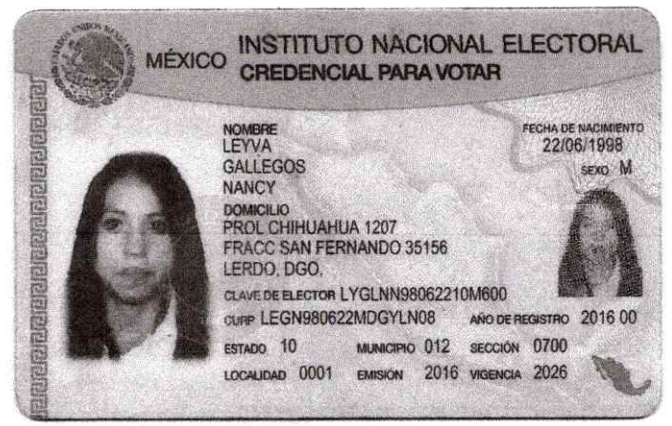 MÉXICO INSTITUTO NACIONAL ELECTORAL
CREDENCIAL PARA VOTAR
NOMBRE
LEYVA
GALLEGOS
NANCY
FECHA DE NACIMIENTO
22/06/1998
SEXO M
DOMICILIO
PROL CHIHUAHUA 1207
FRACC SAN FERNANDO 35156
LERDO, DGO.
CLAVE DE ELECTOR LYGLNN98062210M600
CURP LEGN980622MDGYLN08 AÑO DE REGISTRO 2016 00
ESTADO 10 MUNICIPIO 012 SECCIÓN 0700
LOCALIDAD 0001 EMISIÓN 2016 VIGENCIA 2026